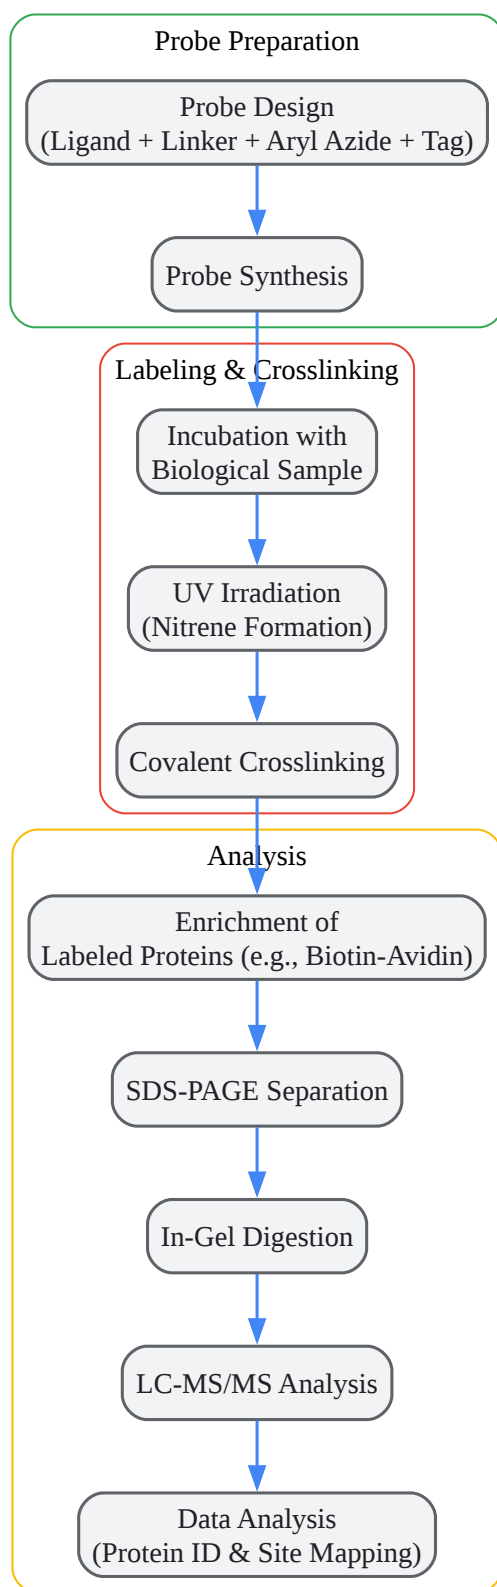 Probe Preparation
Probe Design
(Ligand + Linker + Aryl Azide + Tag)
Probe Synthesis
Labeling & Crosslinking
Incubation with
Biological Sample
UV Irradiation
(Nitrene Formation)
Covalent Crosslinking
Analysis
Enrichment of
Labeled Proteins (e.g., Biotin-Avidin)
SDS-PAGE Separation
In-Gel Digestion
LC-MS/MS Analysis
Data Analysis
(Protein ID & Site Mapping)